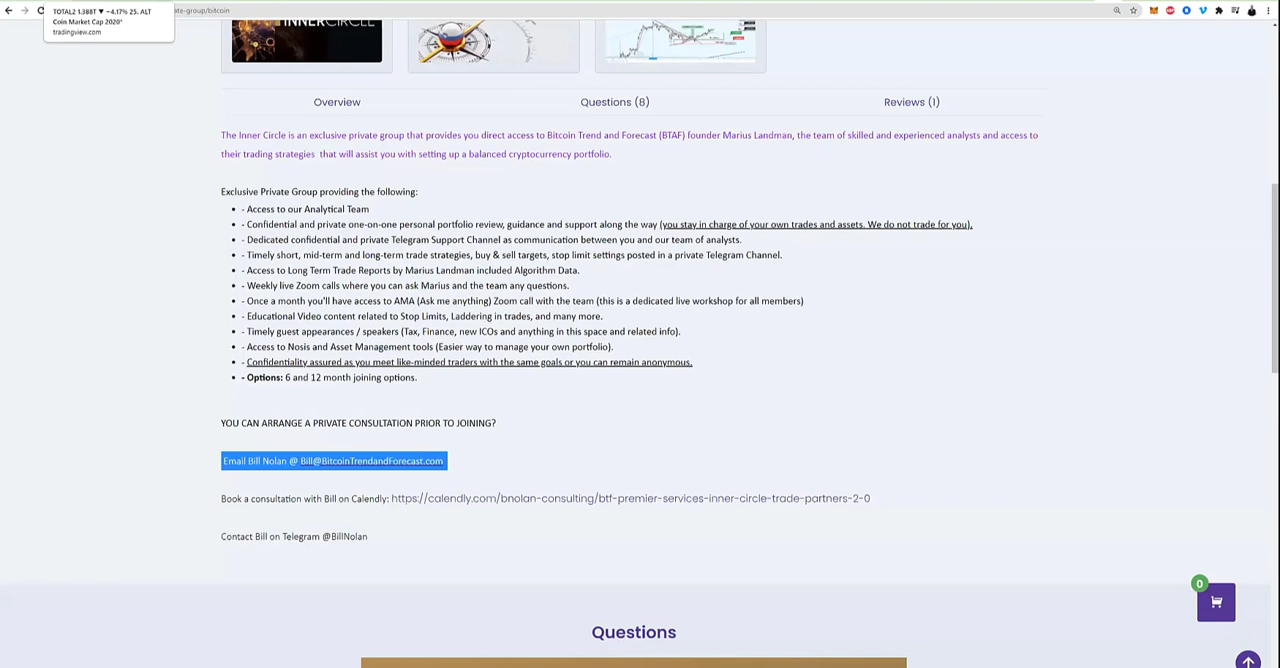 TOTAL2 1.388T ▼ −4.17% 25. ALT
Coin Market Cap 2020"
tradingview.com
ate-group/bitcoin
INNERCIRCLE
Overview
Questions (8)
Reviews (1)
The Inner Circle is an exclusive private group that provides you direct access to Bitcoin Trend and Forecast (BTAF) founder Marius Landman, the team of skilled and experienced analysts and access to
their trading strategies that will assist you with setting up a balanced cryptocurrency portfolio.
Exclusive Private Group providing the following:
• - Access to our Analytical Team
• - Confidential and private one-on-one personal portfolio review, guidance and support along the way (you stay in charge of your own trades and assets. We do not trade for you).
• - Dedicated confidential and private Telegram Support Channel as communication between you and our team of analysts.
• - Timely short, mid-term and long-term trade strategies, buy & sell targets, stop limit settings posted in a private Telegram Channel.
• - Access to Long Term Trade Reports by Marius Landman included Algorithm Data.
• - Weekly live Zoom calls where you can ask Marius and the team any questions.
• - Once a month you'll have access to AMA (Ask me anything) Zoom call with the team (this is a dedicated live workshop for all members)
• - Educational Video content related to Stop Limits, Laddering in trades, and many more.
• - Timely guest appearances / speakers (Tax, Finance, new ICOs and anything in this space and related info).
• - Access to Nosis and Asset Management tools (Easier way to manage your own portfolio).
• - Confidentiality assured as you meet like-minded traders with the same goals or you can remain anonymous.
• - Options: 6 and 12 month joining options.
YOU CAN ARRANGE A PRIVATE CONSULTATION PRIOR TO JOINING?
Email Bill Nolan @ Bill@BitcoinTrendandForecast.com
Book a consultation with Bill on Calendly: https://calendly.com/bnolan-consulting/btf-premier-services-inner-circle-trade-partners-2-0
Contact Bill on Telegram @BillNolan
0
Questions